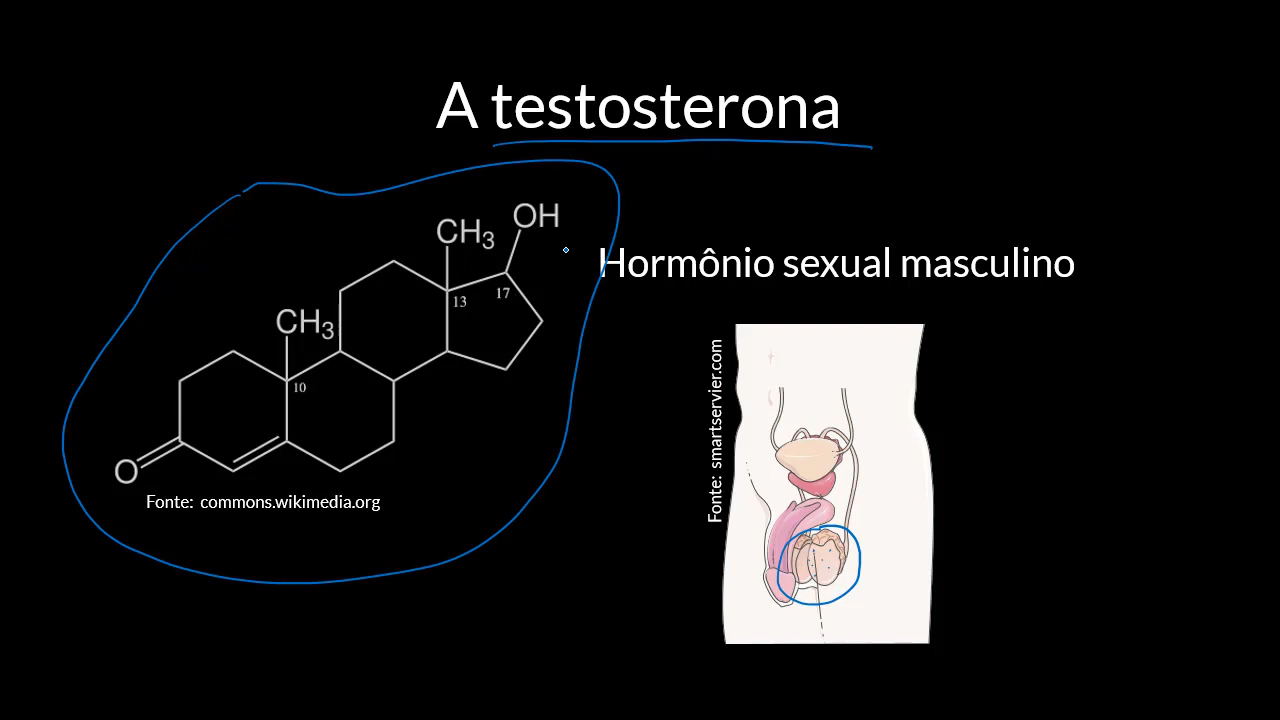 A testosterona
OH
CH3
Hormônio sexual masculino
17
13
CH3
10
O
Fonte: commons.wikimedia.org
Fonte: smartservier.com